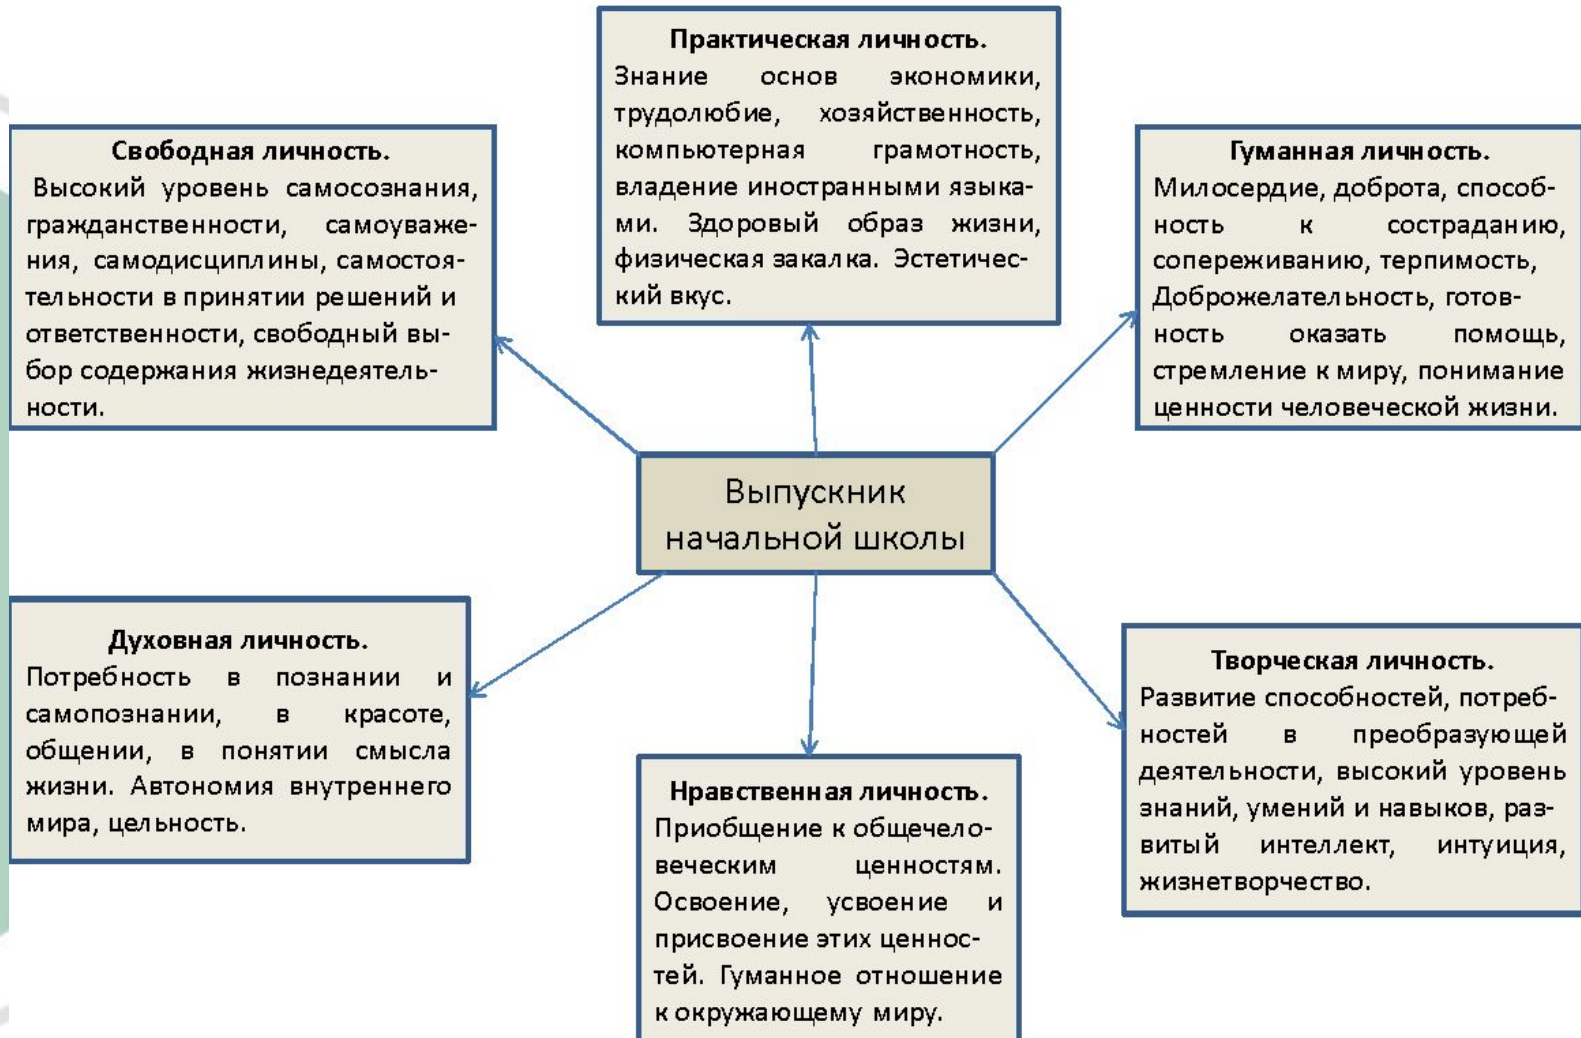 Практическая личность.
Знание основ экономики,
трудолюбие, хозяйственность,
компьютерная грамотность,
владение иностранными языка-
ми. Здоровый образ жизни,
физическая закалка. Эстетичес-
кий вкус.
Свободная личность.
Высокий уровень самосознания,
гражданственности, самоуваже-
ния, самодисциплины, самостоя-
тельности в принятии решений и
ответственности, свободный вы-
бор содержания жизнедеятель-
ности.
Гуманная личность.
Милосердие, доброта, способ-
ность к состраданию,
сопереживанию, терпимость,
Доброжелательность, готов-
ность оказать помощь,
стремление к миру, понимание
ценности человеческой жизни.
Выпускник
начальной школы
Духовная личность.
Потребность в познании и
самопознании, в красоте,
общении, в понятии смысла
жизни. Автономия внутреннего
мира, цельность.
Творческая личность.
Развитие способностей, потреб-
ностей в преобразующей
деятельности, высокий уровень
знаний, умений и навыков, раз-
витый интеллект, интуиция,
жизнетворчество.
Нравственная личность.
Приобщение к общечело-
веческим ценностям.
Освоение, усвоение и
присвоение этих ценнос-
тей. Гуманное отношение
к окружающему миру.